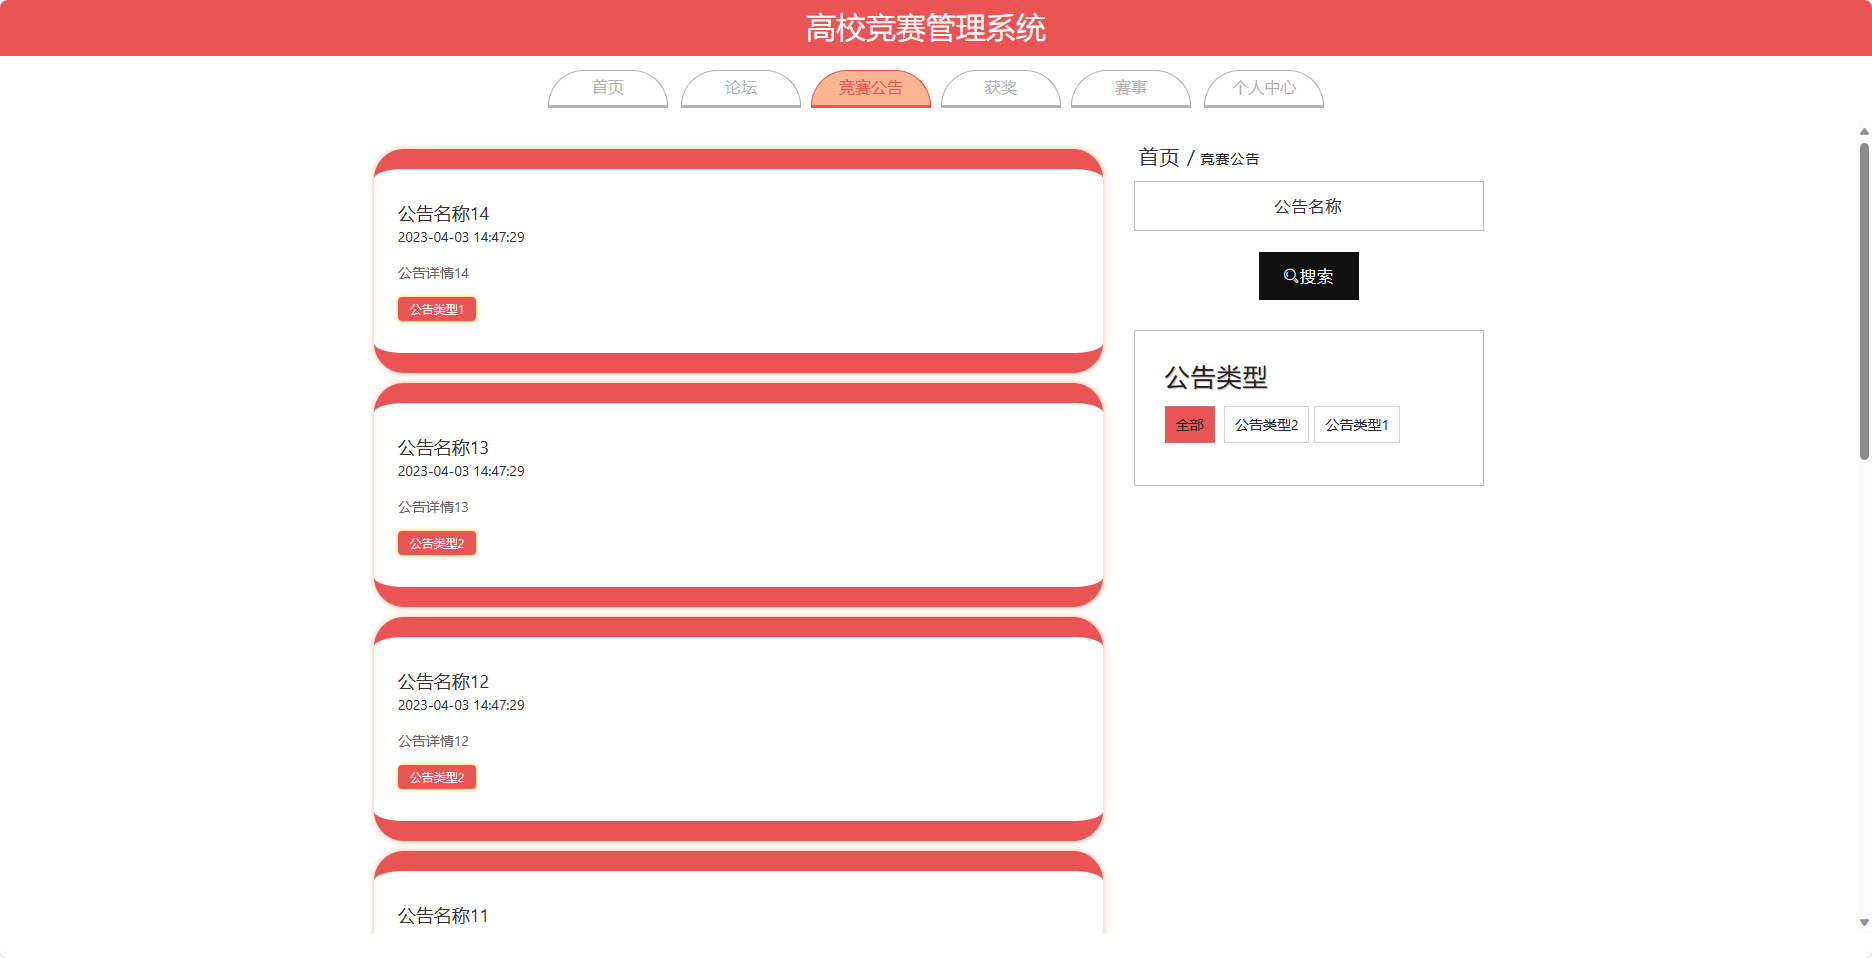 高校竞赛管理系统
首页
论坛
竞赛公告
获奖
赛事
个人中心
公告名称14
2023-04-03 14:47:29
公告详情14
公告类型1
公告名称13
2023-04-03 14:47:29
公告详情13
公告类型2
公告名称12
2023-04-03 14:47:29
公告详情12
公告类型2
公告名称11
首页 / 竞赛公告
公告名称
搜索
公告类型
全部 公告类型2 公告类型1